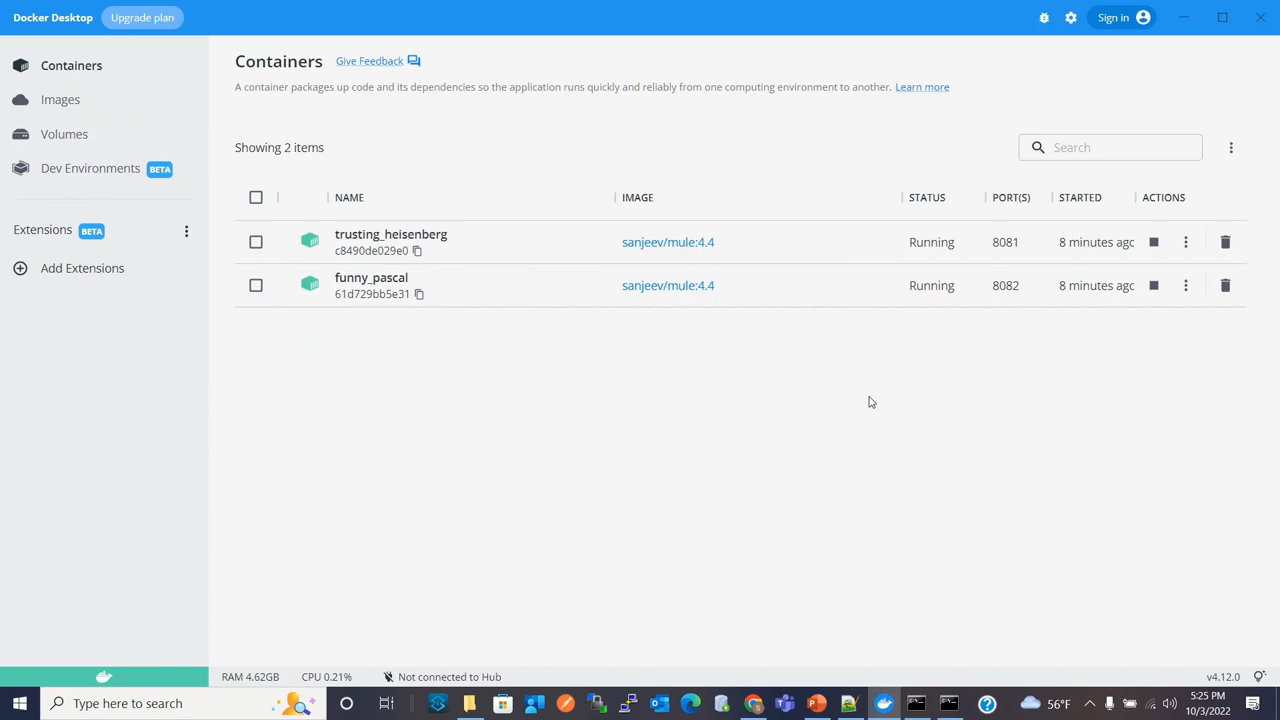 Docker Desktop Upgrade plan Sign in
Containers
Images
Volumes
Dev Environments BETA
Extensions BETA
Add Extensions
Containers Give Feedback
A container packages up code and its dependencies so the application runs quickly and reliably from one computing environment to another. Learn more
Showing 2 items Search
NAME IMAGE STATUS PORT(S) STARTED ACTIONS
trusting_heisenberg sanjeev/mule:4.4 Running 8081 8 minutes agc
c8490de029e0
funny_pascal sanjeev/mule:4.4 Running 8082 8 minutes agc
61d729bb5e31
RAM 4.62GB CPU 0.21% Not connected to Hub v4.12.0
Type here to search 56°F 5:25 PM
10/3/2022